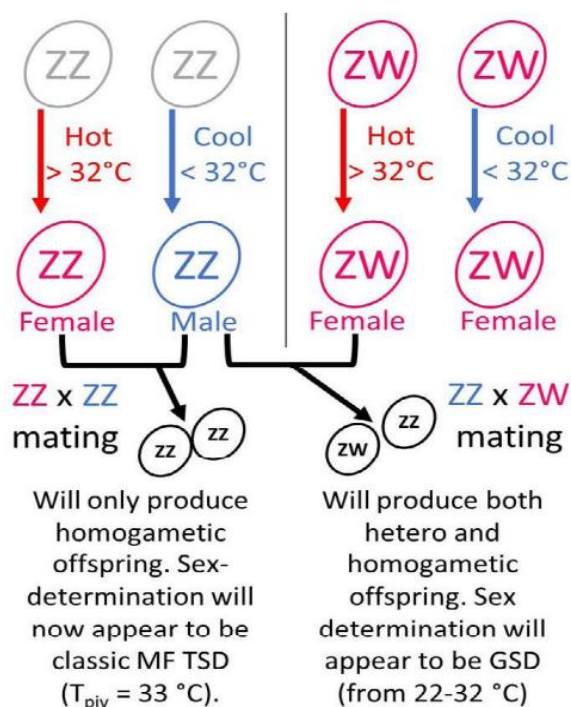 ZZ ZZ ZW ZW
Hot Cool Hot Cool
> 32°C < 32°C > 32°C < 32°C
ZZ ZZ ZW ZW
Female Male Female Female
ZZ x ZZ
mating
ZZ ZZ
ZW ZZ
ZZ x ZW
mating
Will only produce
homogametic
offspring. Sex-
determination will
now appear to be
classic MF TSD
(Tpiv = 33 °C).
Will produce both
hetero and
homogametic
offspring. Sex
determination will
appear to be GSD
(from 22-32 °C)